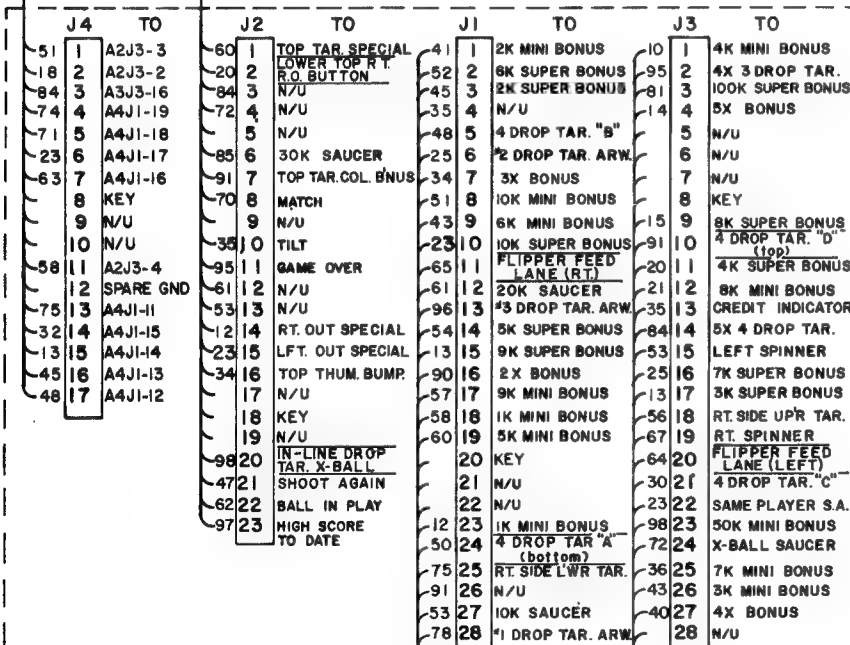 J4 TO
51 1 A2J3-3
18 2 A2J3-2
84 3 A3J3-16
74 4 A4J1-19
71 5 A4J1-18
23 6 A4J1-17
63 7 A4J1-16
8 KEY
9 N/U
10 N/U
58 11 A2J3-4
12 SPARE GND
75 13 A4J1-11
32 14 A4J1-15
13 15 A4J1-14
45 16 A4J1-13
48 17 A4J1-12
J2 TO
60 1 TOP TAR. SPECIAL
20 2 LOWER TOP RT.
R.O. BUTTON
84 3 N/U
72 4 N/U
5 N/U
85 6 30K SAUCER
91 7 TOP TAR.COL. B'NUS
70 8 MATCH
9 N/U
35 10 TILT
95 11 GAME OVER
61 12 N/U
53 13 N/U
12 14 RT. OUT SPECIAL
23 15 LFT. OUT SPECIAL
34 16 TOP THUM. BUMP.
17 N/U
18 KEY
19 N/U
98 20 IN-LINE DROP
TAR. X-BALL
47 21 SHOOT AGAIN
62 22 BALL IN PLAY
97 23 HIGH SCORE
TO DATE
J1 TO
41 1 2K MINI BONUS
52 2 6K SUPER BONUS
45 3 2K SUPER BONUS
35 4 N/U
48 5 4 DROP TAR. "B"
25 6 #2 DROP TAR. ARW.
34 7 3X BONUS
51 8 10K MINI BONUS
43 9 6K MINI BONUS
23 10 10K SUPER BONUS
65 11 FLIPPER FEED
LANE (RT.)
61 12 20K SAUCER
96 13 #3 DROP TAR. ARW.
54 14 5K SUPER BONUS
13 15 9K SUPER BONUS
90 16 2X BONUS
57 17 9K MINI BONUS
58 18 1K MINI BONUS
60 19 5K MINI BONUS
20 KEY
21 N/U
22 N/U
12 23 1K MINI BONUS
50 24 4 DROP TAR "A"
(bottom)
75 25 RT. SIDE L'WR TAR.
91 26 N/U
53 27 10K SAUCER
78 28 #1 DROP TAR. ARW.
J3 TO
10 1 4K MINI BONUS
95 2 4X 3 DROP TAR.
81 3 100K SUPER BONUS
14 4 5X BONUS
5 N/U
6 N/U
7 N/U
8 KEY
15 9 8K SUPER BONUS
91 10 4 DROP TAR. "D"
(top)
20 11 4K SUPER BONUS
21 12 8K MINI BONUS
35 13 CREDIT INDICATOR
84 14 5X 4 DROP TAR.
53 15 LEFT SPINNER
25 16 7K SUPER BONUS
13 17 3K SUPER BONUS
56 18 RT. SIDE UP'R TAR.
67 19 RT. SPINNER
64 20 FLIPPER FEED
LANE (LEFT)
30 21 4 DROP TAR. "C"
23 22 SAME PLAYER S.A.
98 23 50K MINI BONUS
72 24 X-BALL SAUCER
36 25 7K MINI BONUS
43 26 3K MINI BONUS
40 27 4X BONUS
28 N/U